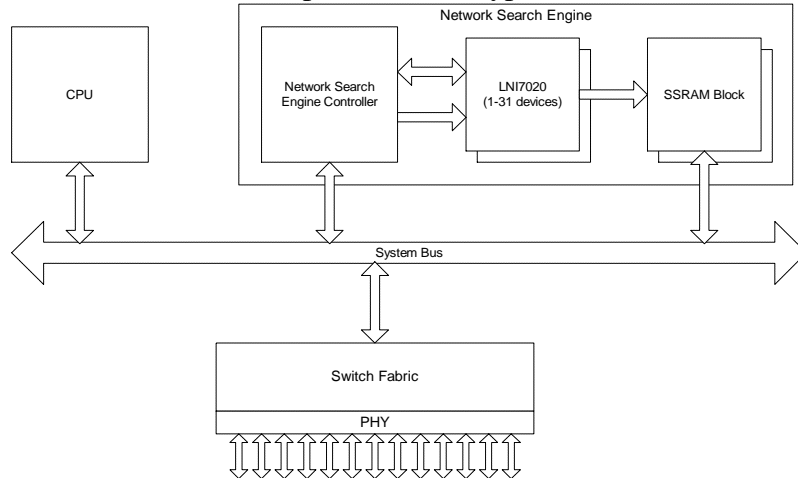 Network Search Engine
CPU
Network Search
Engine Controller
LNI7020
(1-31 devices)
SSRAM Block
System Bus
Switch Fabric
PHY